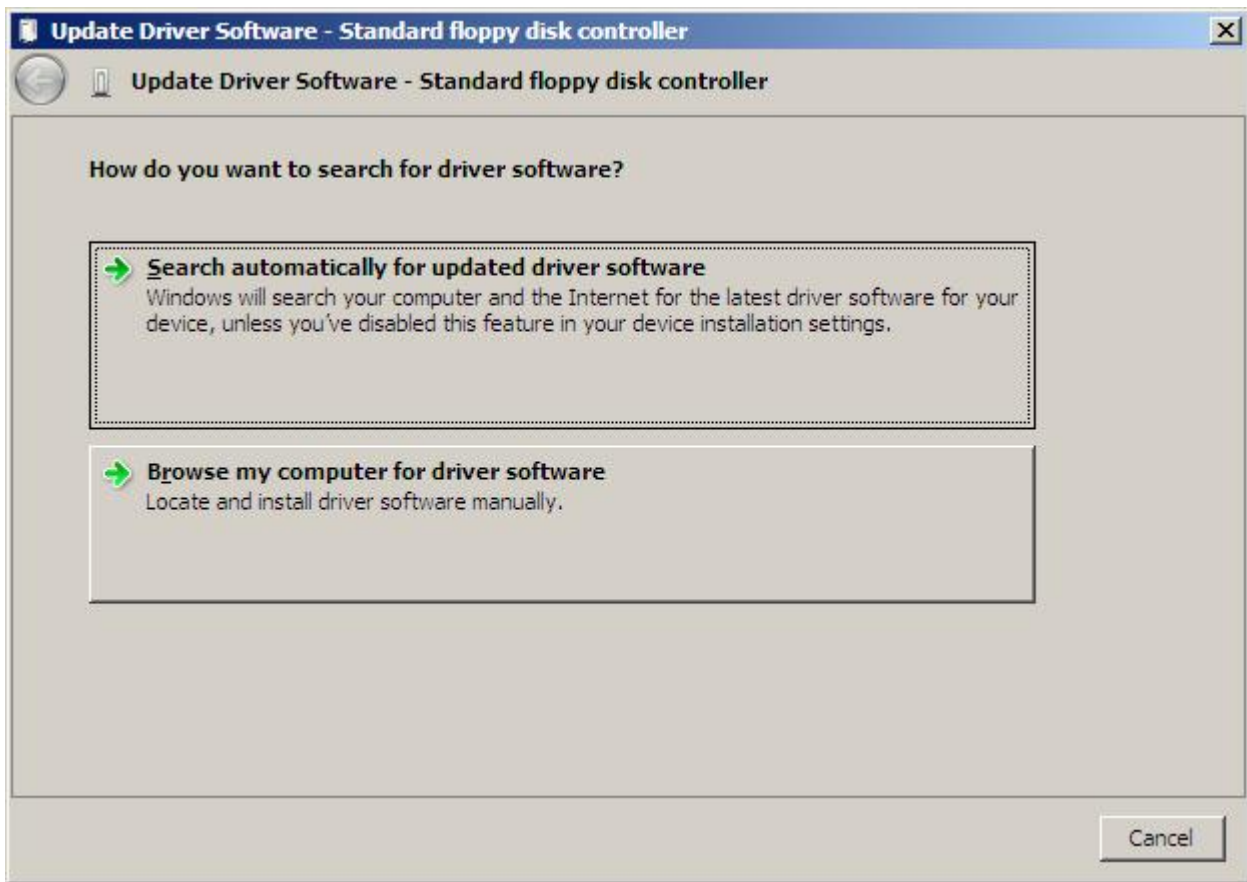 Update Driver Software - Standard floppy disk controller
Update Driver Software - Standard floppy disk controller
How do you want to search for driver software?
Search automatically for updated driver software
Windows will search your computer and the Internet for the latest driver software for your
device, unless you've disabled this feature in your device installation settings.
Browse my computer for driver software
Locate and install driver software manually.
Cancel